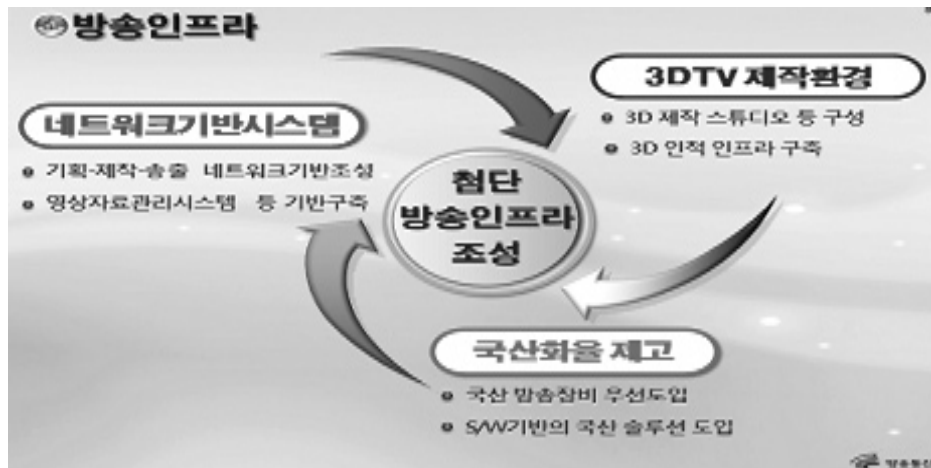 방송인프라
3DTV 제작환경
3D 제작 스튜디오 등 구성
3D 인적 인프라 구축
네트워크기반시스템
기획-제작-송출 네트워크기반조성
영상자료관리시스템 등 기반구축
첨단
방송인프라
조성
국산화율 재고
국산 방송장비 우선도입
S/W기반의 국산 솔루션 도입